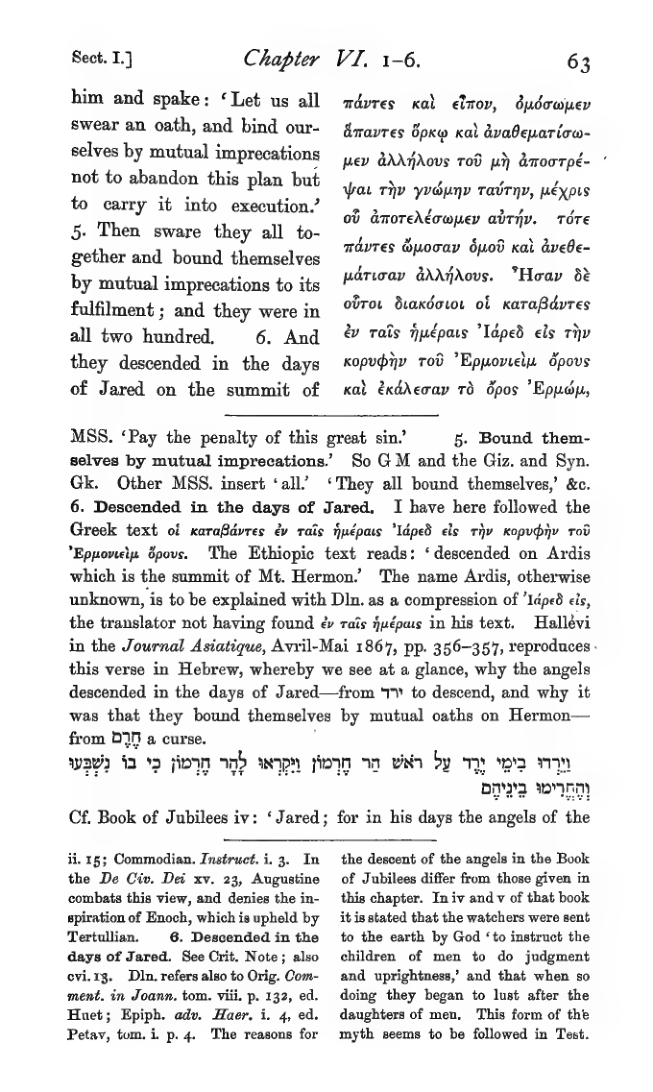 Sect. I.] Chapter VI. 1-6. 63
him and spake: ‘Let us all
swear an oath, and bind our-
selves by mutual imprecations
not to abandon this plan but
to carry it into execution.’
5. Then sware they all to-
gether and bound themselves
by mutual imprecations to its
fulfilment; and they were in
all two hundred. 6. And
they descended in the days
of Jared on the summit of
πάντες καὶ εἶπον, ὀμόσωμεν
ἅπαντες ὅρκῳ καὶ ἀναθεματίσω-
μεν ἀλλήλους τοῦ μὴ ἀποστρέ-
ψαι τὴν γνώμην ταύτην, μέχρις
οὗ ἀποτελέσωμεν αὐτήν. τότε
πάντες ὤμοσαν ὁμοῦ καὶ ἀνεθε-
μάτισαν ἀλλήλους. Ἦσαν δὲ
οὗτοι διακόσιοι οἱ καταβάντες
ἐν ταῖς ἡμέραις Ἰάρεδ εἰς τὴν
κορυφὴν τοῦ Ἑρμονιεὶμ ὄρους
καὶ ἐκάλεσαν τὸ ὄρος Ἑρμώμ,
MSS. ‘Pay the penalty of this great sin.’ 5. Bound them-
selves by mutual imprecations.’ So G M and the Giz. and Syn.
Gk. Other MSS. insert ‘all.’ ‘They all bound themselves,’ &c.
6. Descended in the days of Jared. I have here followed the
Greek text οἱ καταβάντες ἐν ταῖς ἡμέραις Ἰάρεδ εἰς τὴν κορυφὴν τοῦ
Ἑρμονιεὶμ ὄρους. The Ethiopic text reads: ‘descended on Ardis
which is the summit of Mt. Hermon.’ The name Ardis, otherwise
unknown, is to be explained with Dln. as a compression of Ἰάρεδ εἰς,
the translator not having found ἐν ταῖς ἡμέραις in his text. Hallévi
in the Journal Asiatique, Avril-Mai 1867, pp. 356–357, reproduces
this verse in Hebrew, whereby we see at a glance, why the angels
descended in the days of Jared—from ירד to descend, and why it
was that they bound themselves by mutual oaths on Hermon—
from חֵרֶם a curse.
וַיֵּרְדוּ בִימֵי יֶרֶד עַל רֹאשׁ הַר חֶרְמוֹן וַיִּקְרְאוּ לָהָר חֶרְמוֹן כִּי בוֹ נִשְׁבְּעוּ
וְהֶחֱרִימוּ בֵּינֵיהֶם
Cf. Book of Jubilees iv: ‘Jared; for in his days the angels of the
ii. 15; Commodian. Instruct. i. 3. In
the De Civ. Dei xv. 23, Augustine
combats this view, and denies the in-
spiration of Enoch, which is upheld by
Tertullian. 6. Descended in the
days of Jared. See Crit. Note; also
cvi. 13. Dln. refers also to Orig. Com-
ment. in Joann. tom. viii. p. 132, ed.
Huet; Epiph. adv. Haer. i. 4, ed.
Petav, tom. i. p. 4. The reasons for
the descent of the angels in the Book
of Jubilees differ from those given in
this chapter. In iv and v of that book
it is stated that the watchers were sent
to the earth by God ‘to instruct the
children of men to do judgment
and uprightness,’ and that when so
doing they began to lust after the
daughters of men. This form of the
myth seems to be followed in Test.